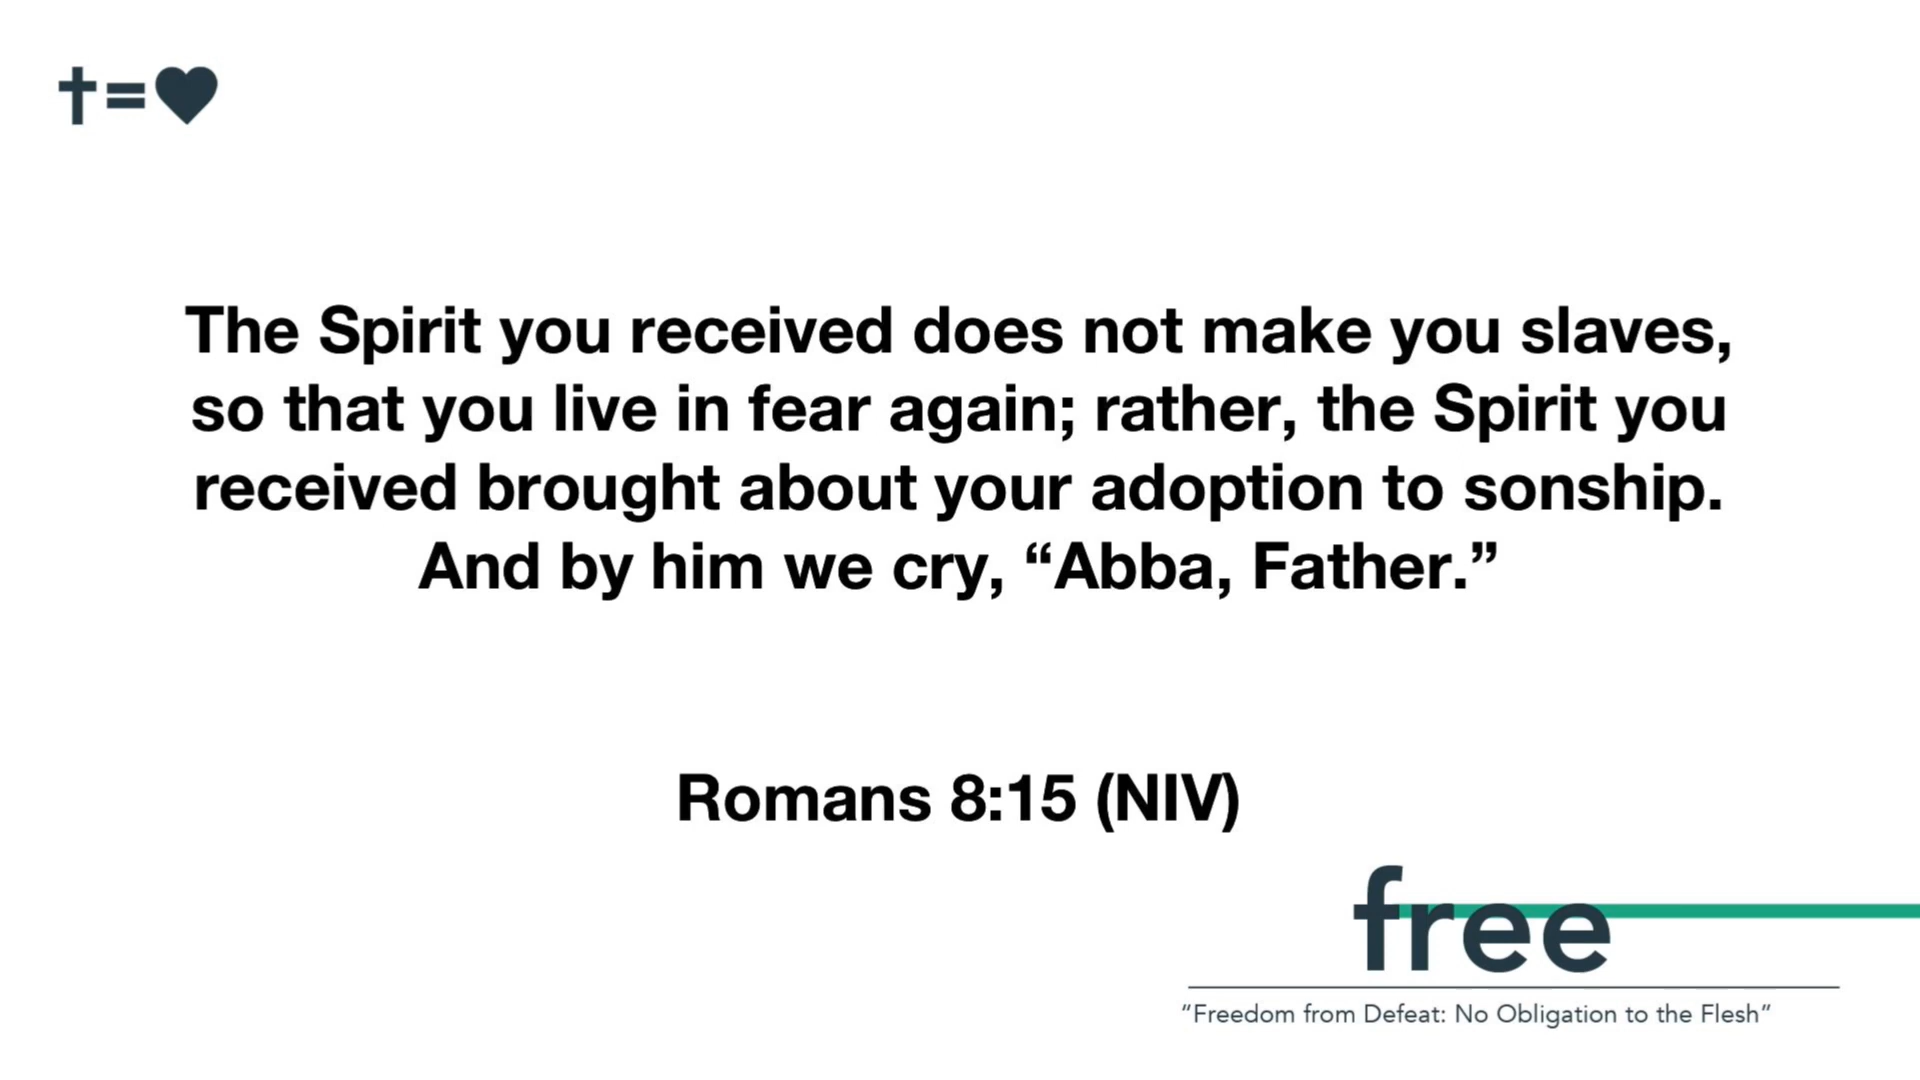 The Spirit you received does not make you slaves,
so that you live in fear again; rather, the Spirit you
received brought about your adoption to sonship.
And by him we cry, “Abba, Father.”
Romans 8:15 (NIV)
free
“Freedom from Defeat: No Obligation to the Flesh”